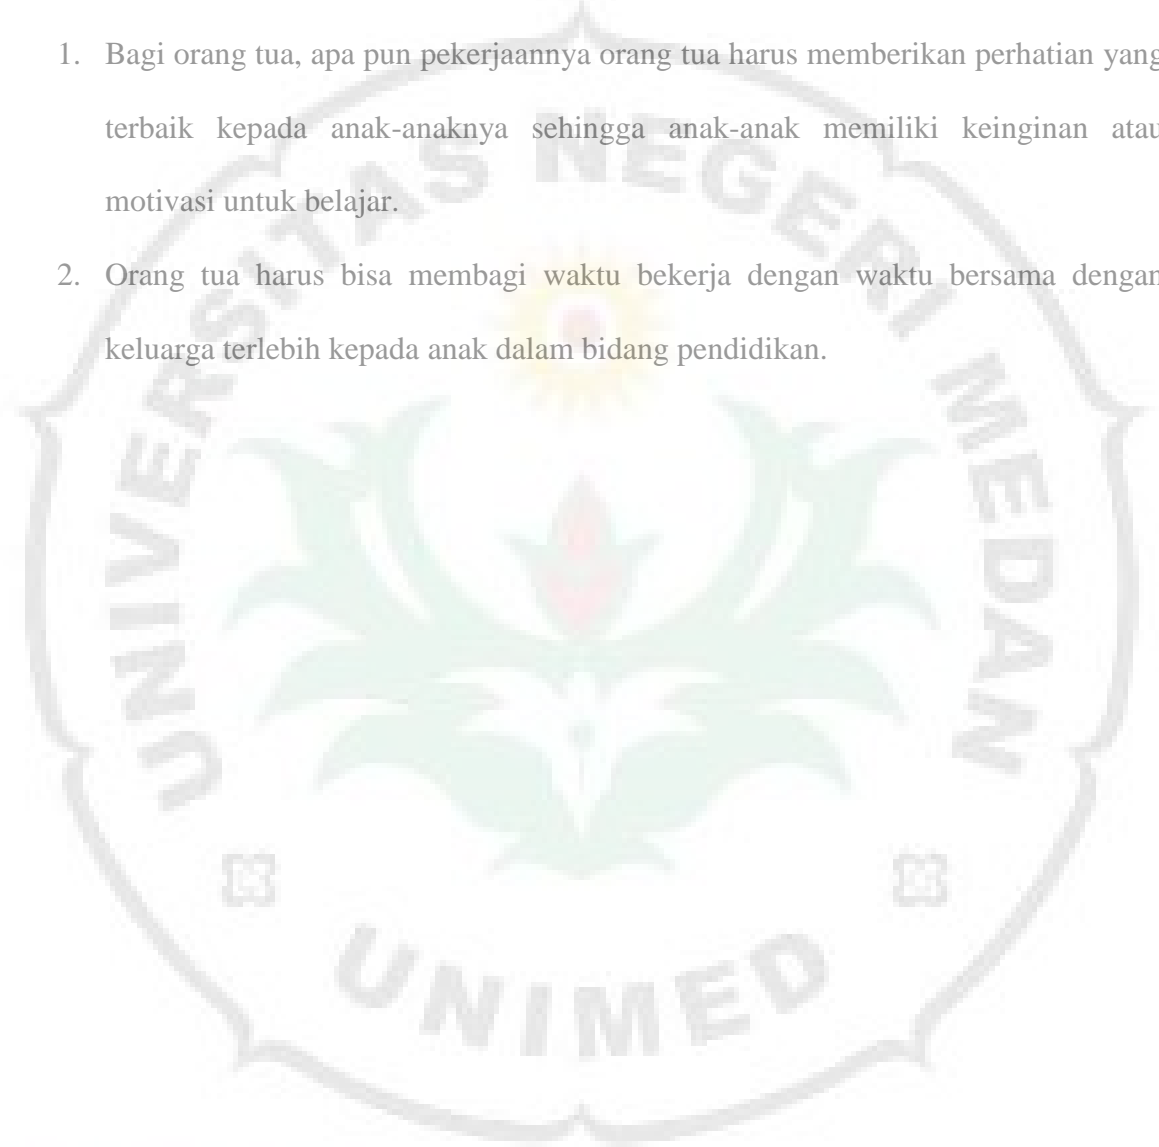 1. Bagi orang tua, apa pun pekerjaannya orang tua harus memberikan perhatian yang
terbaik kepada anak-anaknya sehingga anak-anak memiliki keinginan atau
motivasi untuk belajar.
2. Orang tua harus bisa membagi waktu bekerja dengan waktu bersama dengan
keluarga terlebih kepada anak dalam bidang pendidikan.
UNIVERSITAS NEGERI MEDAN
UNIMED